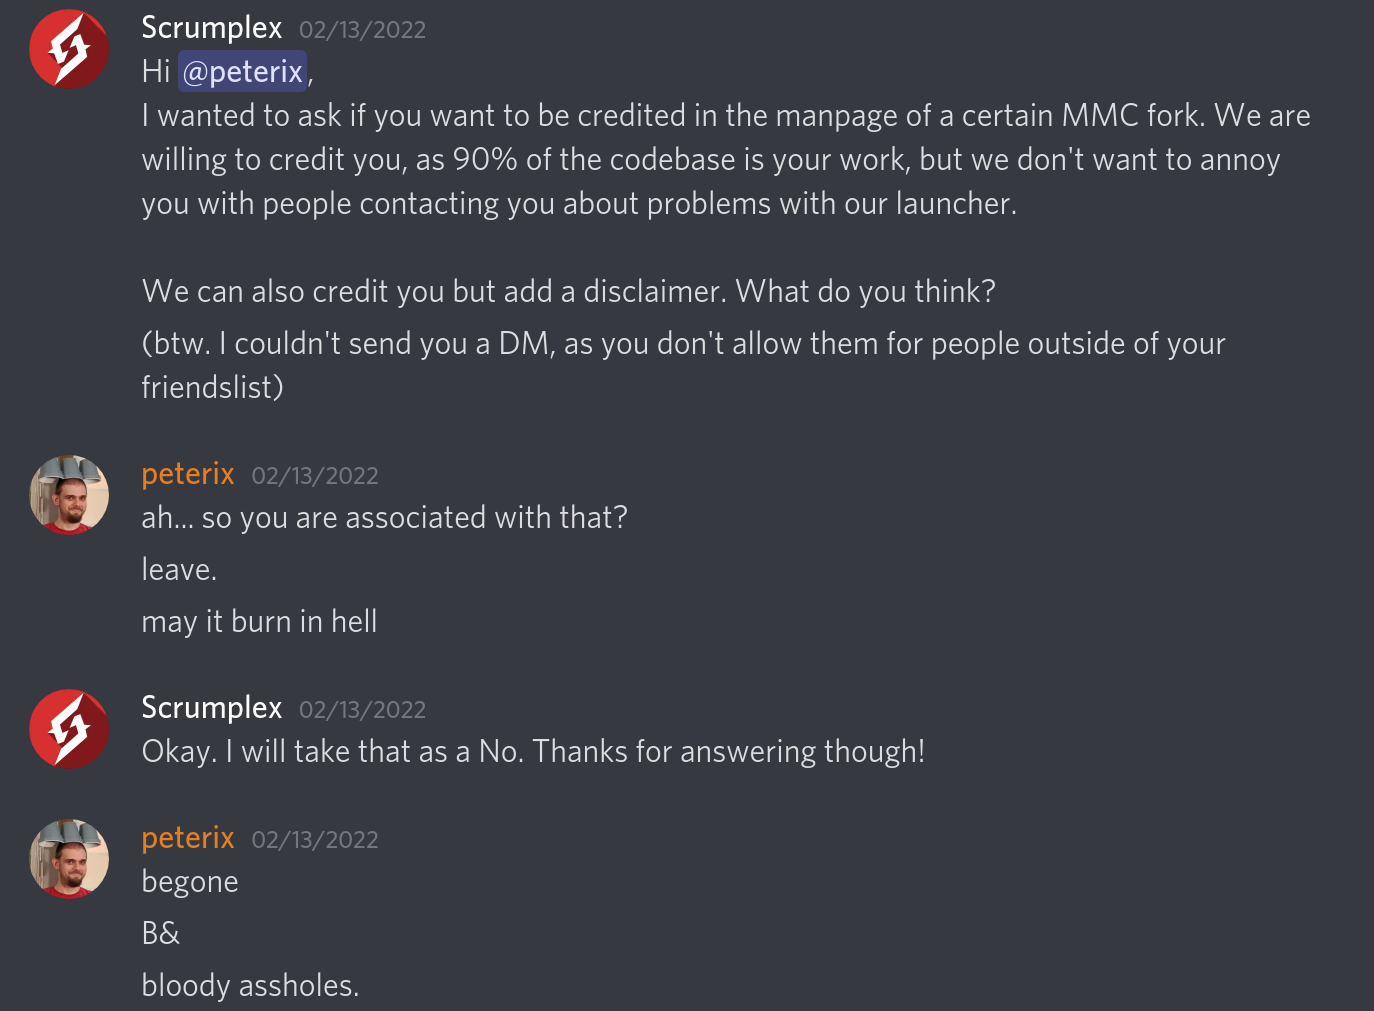 Scrumplex 02/13/2022
Hi @peterix,
I wanted to ask if you want to be credited in the manpage of a certain MMC fork. We are
willing to credit you, as 90% of the codebase is your work, but we don't want to annoy
you with people contacting you about problems with our launcher.
We can also credit you but add a disclaimer. What do you think?
(btw. I couldn't send you a DM, as you don't allow them for people outside of your
friendslist)
peterix 02/13/2022
ah... so you are associated with that?
leave.
may it burn in hell
Scrumplex 02/13/2022
Okay. I will take that as a No. Thanks for answering though!
peterix 02/13/2022
begone
B&
bloody assholes.